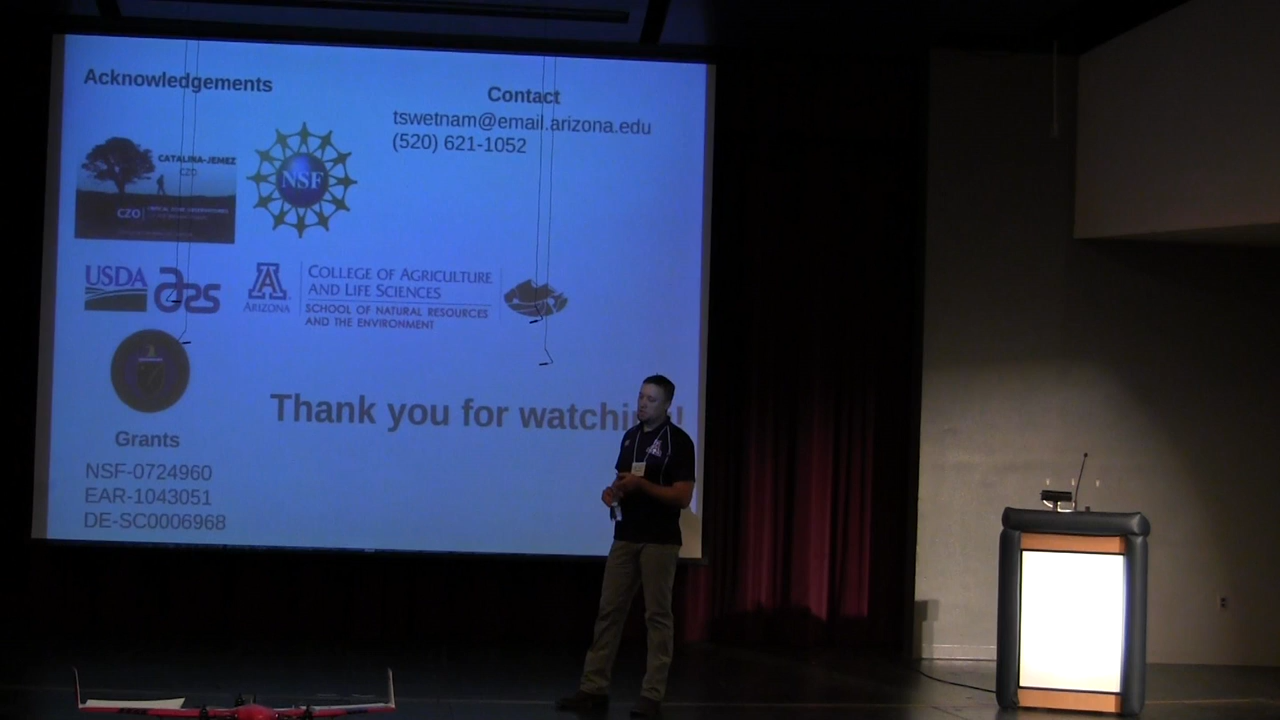 Acknowledgements
Contact
tswetnam@email.arizona.edu
(520) 621-1052
CATALINA-JEMEZ
CZO
CZO
NSF
USDA
ars
A
ARIZONA
COLLEGE OF AGRICULTURE
AND LIFE SCIENCES
SCHOOL OF NATURAL RESOURCES
AND THE ENVIRONMENT
Thank you for watching!
Grants
NSF-0724960
EAR-1043051
DE-SC0006968